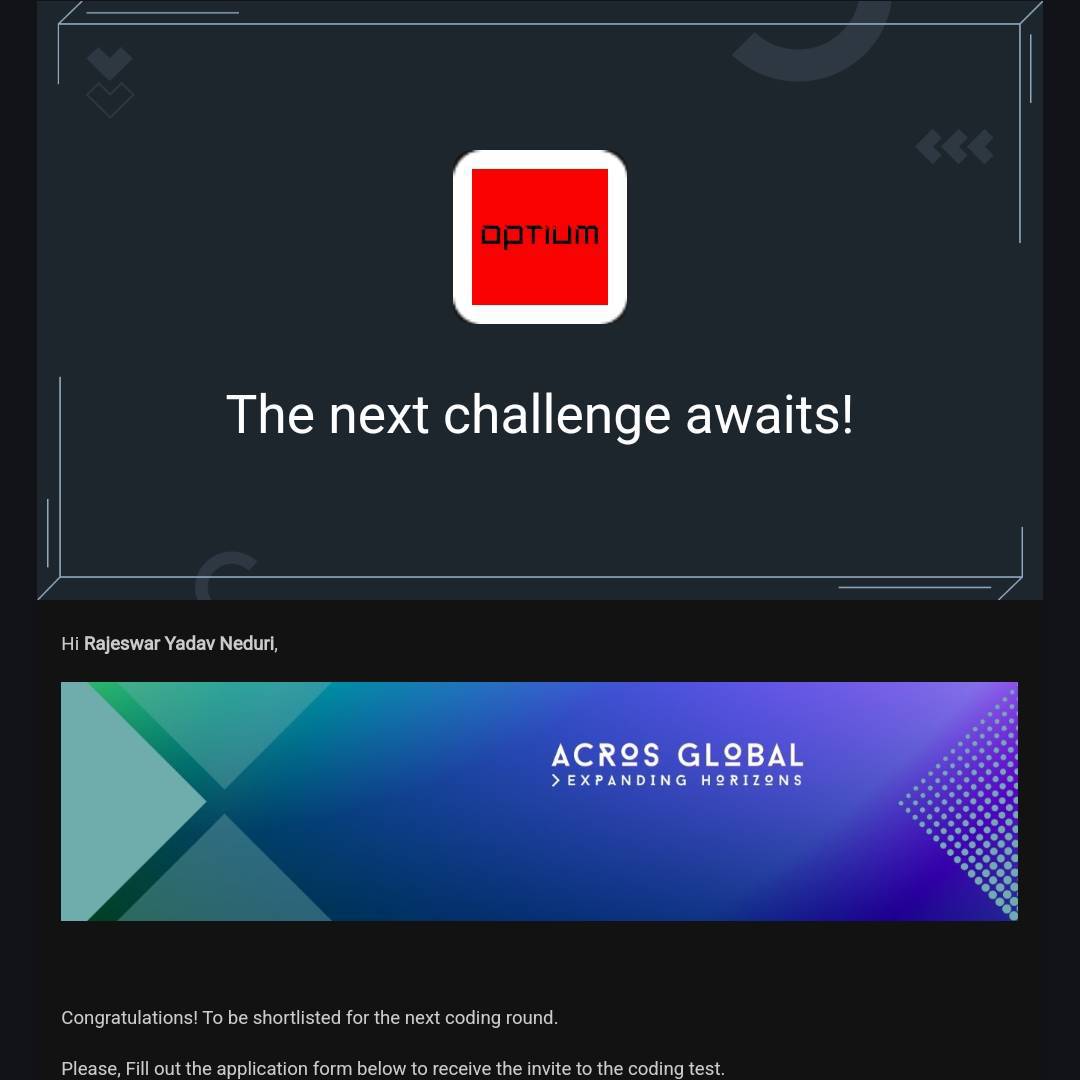 optium
The next challenge awaits!
Hi Rajeswar Yadav Neduri,
ACROS GLOBAL
EXPANDING HORIZONS
Congratulations! To be shortlisted for the next coding round.
Please, Fill out the application form below to receive the invite to the coding test.